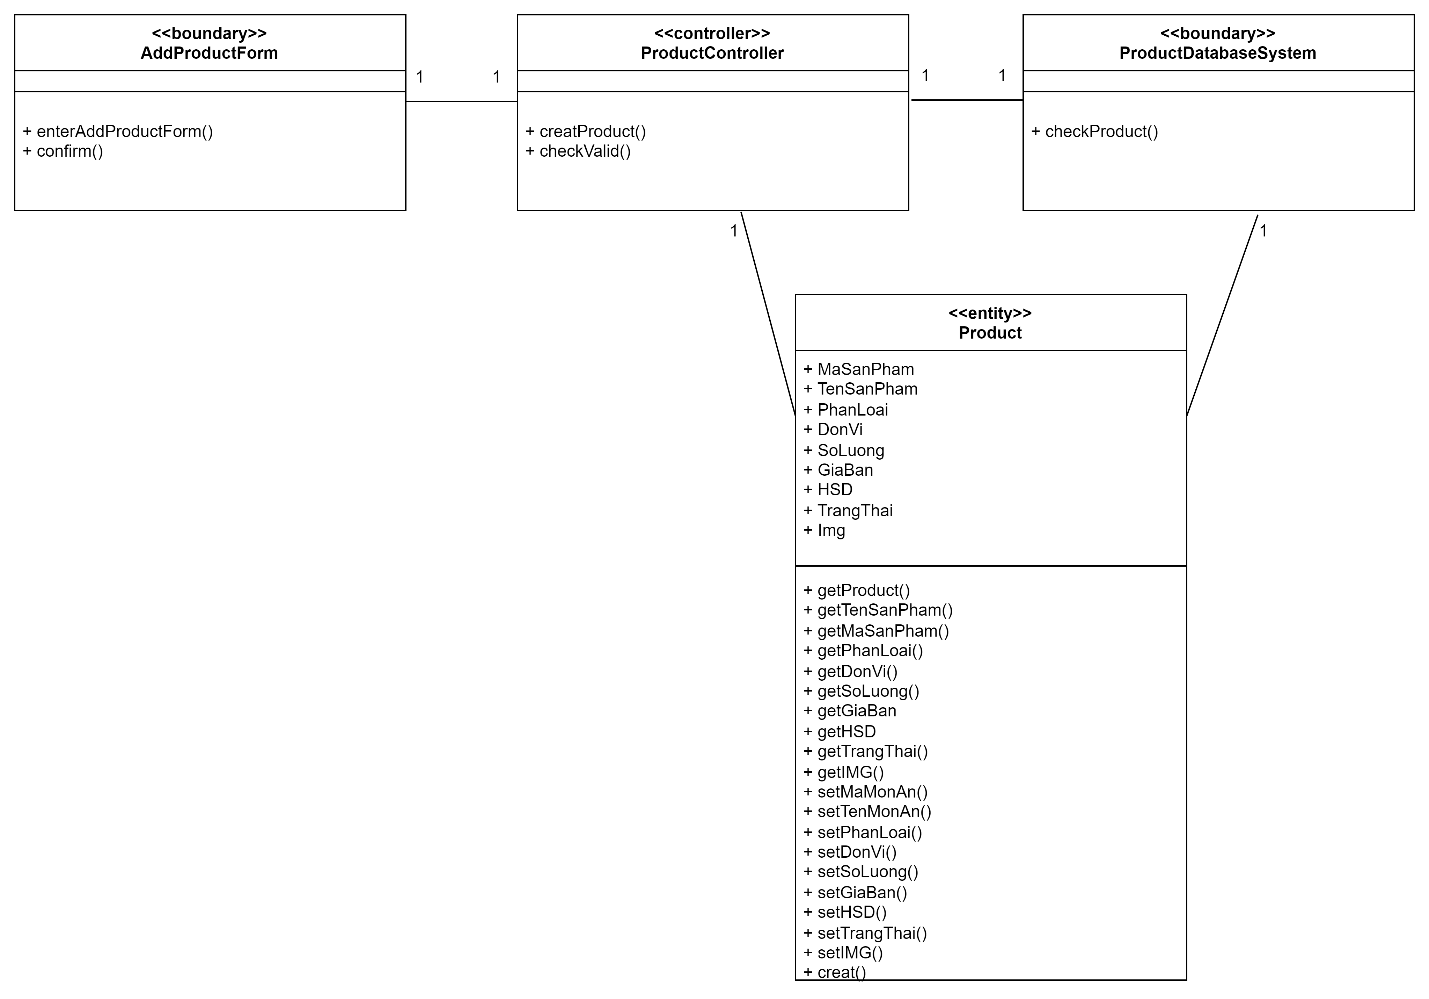 <<boundary>>
AddProductForm
+ enterAddProductForm()
+ confirm()
1
1
<<controller>>
ProductController
+ creatProduct()
+ checkValid()
1
1
<<boundary>>
ProductDatabaseSystem
+ checkProduct()
1
1
<<entity>>
Product
+ MaSanPham
+ TenSanPham
+ PhanLoai
+ DonVi
+ SoLuong
+ GiaBan
+ HSD
+ TrangThai
+ Img
+ getProduct()
+ getTenSanPham()
+ getMaSanPham()
+ getPhanLoai()
+ getDonVi()
+ getSoLuong()
+ getGiaBan
+ getHSD
+ getTrangThai()
+ getIMG()
+ setMaMonAn()
+ setTenMonAn()
+ setPhanLoai()
+ setDonVi()
+ setSoLuong()
+ setGiaBan()
+ setHSD()
+ setTrangThai()
+ setIMG()
+ creat()